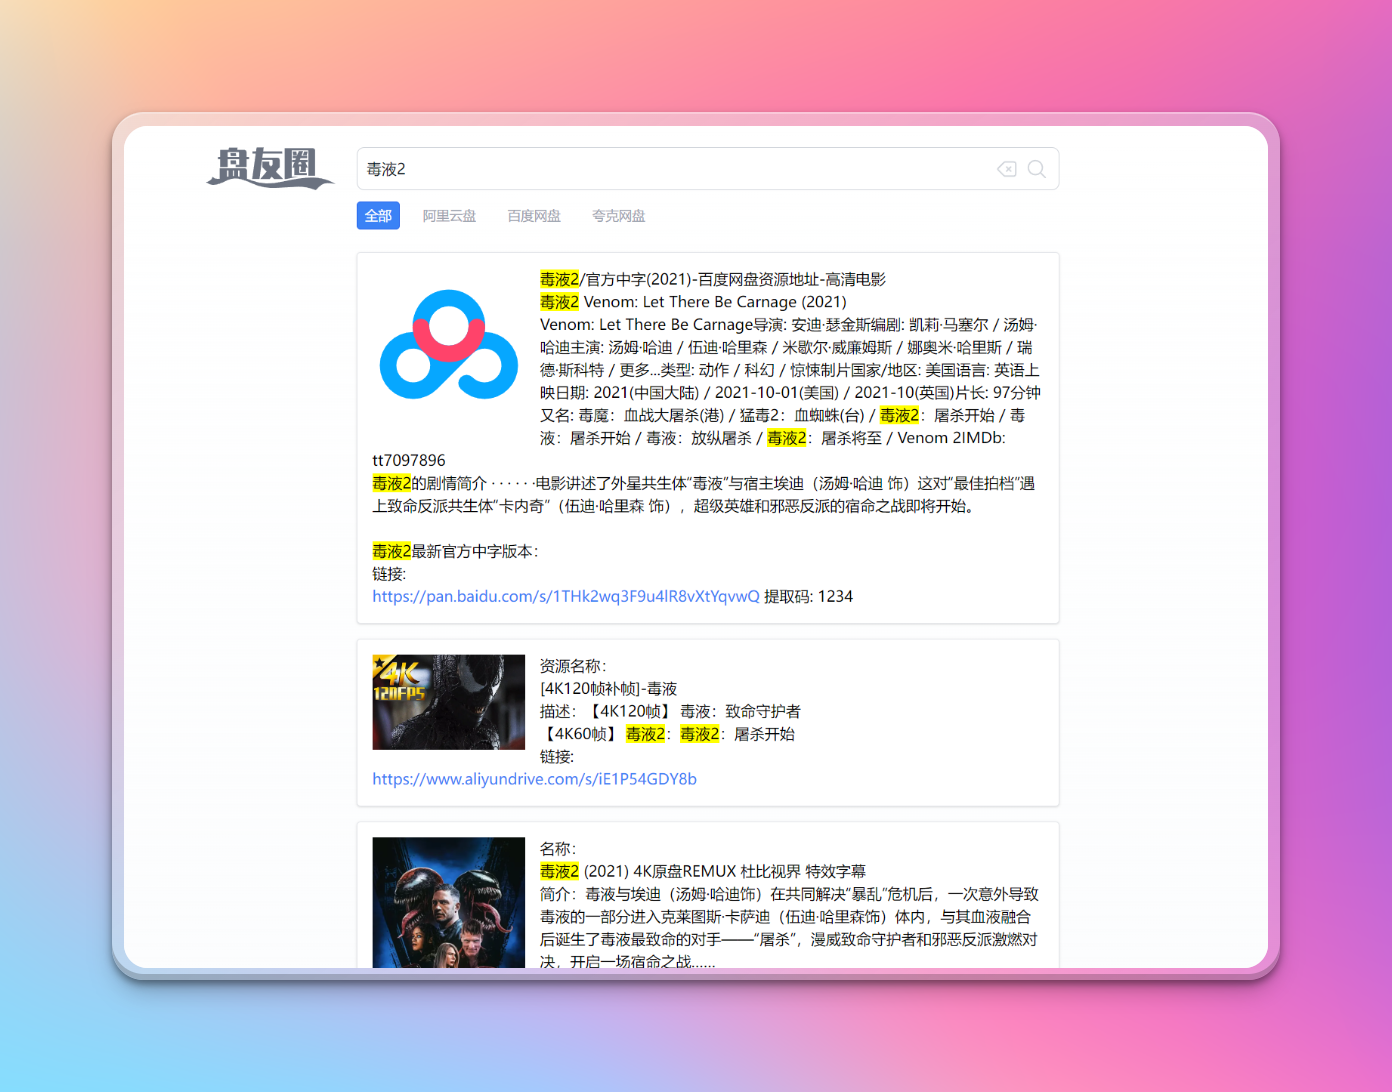 盘友圈
毒液2
全部
阿里云盘
百度网盘
夸克网盘
毒液2/官方中字(2021)-百度网盘资源地址-高清电影
毒液2 Venom: Let There Be Carnage (2021)
Venom: Let There Be Carnage导演: 安迪·瑟金斯编剧: 凯莉·马塞尔 / 汤姆·
哈迪主演: 汤姆·哈迪 / 伍迪·哈里森 / 米歇尔·威廉姆斯 / 娜奥米·哈里斯 / 瑞
德·斯科特 / 更多...类型: 动作 / 科幻 / 惊悚制片国家/地区: 美国语言: 英语上
映日期: 2021(中国大陆) / 2021-10-01(美国) / 2021-10(英国)片长: 97分钟
又名: 毒魔：血战大屠杀(港) / 猛毒2：血蜘蛛(台) / 毒液2：屠杀开始 / 毒
液：屠杀开始 / 毒液：放纵屠杀 / 毒液2：屠杀将至 / Venom 2IMDb:
tt7097896
毒液2的剧情简介 · · · · · ·电影讲述了外星共生体“毒液”与宿主埃迪（汤姆·哈迪 饰）这对“最佳拍档”遇
上致命反派共生体“卡内奇”（伍迪·哈里森 饰），超级英雄和邪恶反派的宿命之战即将开始。
毒液2最新官方中字版本：
链接:
https://pan.baidu.com/s/1THk2wq3F9u4lR8vXtYqvwQ 提取码: 1234
4K
120FPS
资源名称：
[4K120帧补帧]-毒液
描述：【4K120帧】 毒液：致命守护者
【4K60帧】 毒液2：毒液2：屠杀开始
链接:
https://www.aliyundrive.com/s/iE1P54GDY8b
名称：
毒液2 (2021) 4K原盘REMUX 杜比视界 特效字幕
简介：毒液与埃迪（汤姆·哈迪饰）在共同解决“暴乱”危机后，一次意外导致
毒液的一部分进入克莱图斯·卡萨迪（伍迪·哈里森饰）体内，与其血液融合
后诞生了毒液最致命的对手——“屠杀”，漫威致命守护者和邪恶反派激燃对
决，开启一场宿命之战......